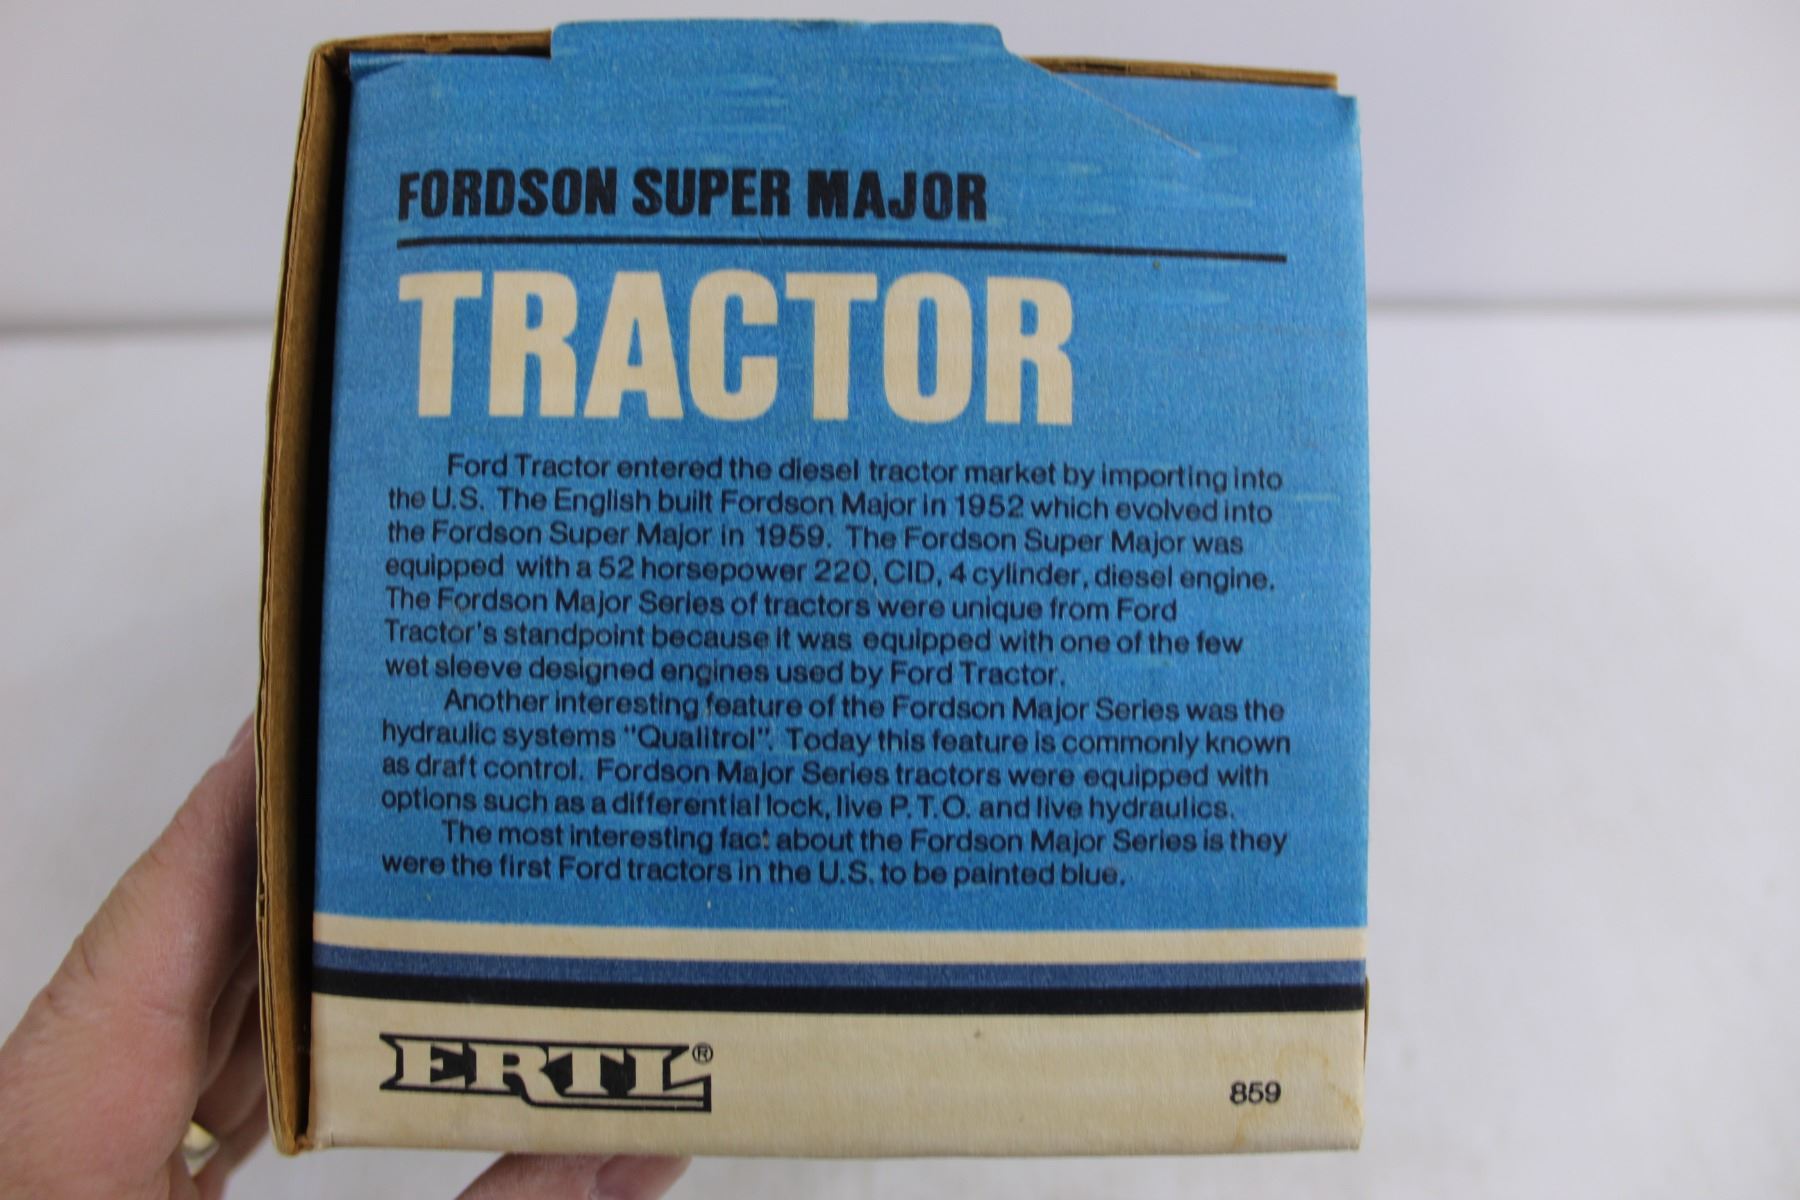 FORDSON SUPER MAJOR
TRACTOR
Ford Tractor entered the diesel tractor market by importing into
the U.S. The English built Fordson Major in 1952 which evolved into
the Fordson Super Major in 1959. The Fordson Super Major was
equipped with a 52 horsepower 220, CID, 4 cylinder, diesel engine.
The Fordson Major Series of tractors were unique from Ford
Tractor's standpoint because it was equipped with one of the few
wet sleeve designed engines used by Ford Tractor.
Another interesting feature of the Fordson Major Series was the
hydraulic systems "Qualitrol". Today this feature is commonly known
as draft control. Fordson Major Series tractors were equipped with
options such as a differential lock, live P.T.O. and live hydraulics.
The most interesting fact about the Fordson Major Series is they
were the first Ford tractors in the U.S. to be painted blue.
ERTL®
859